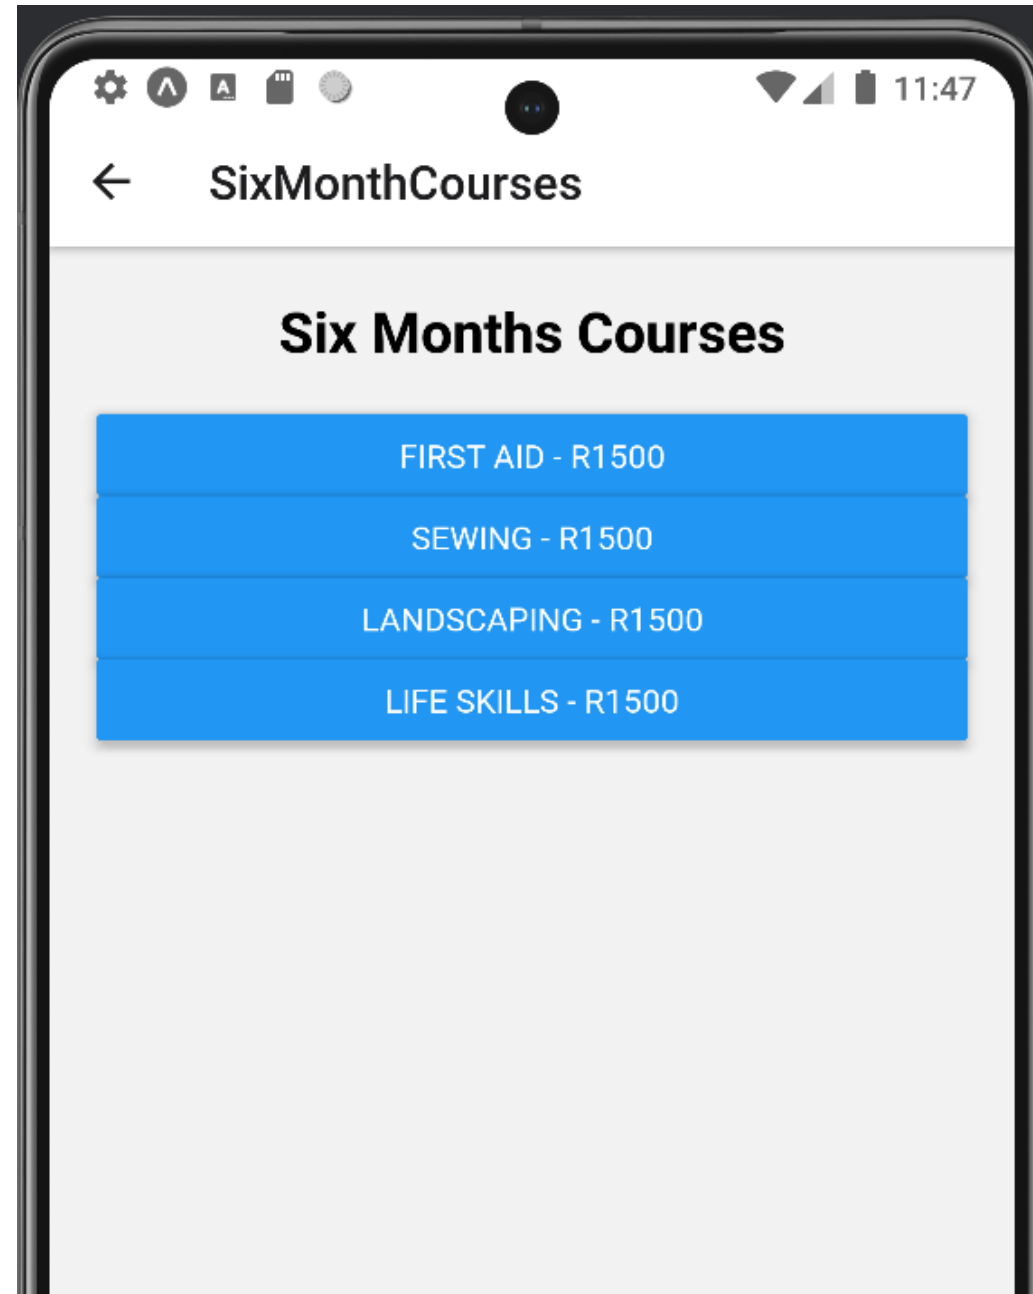 11:47
SixMonthCourses
Six Months Courses
FIRST AID - R1500
SEWING - R1500
LANDSCAPING - R1500
LIFE SKILLS - R1500